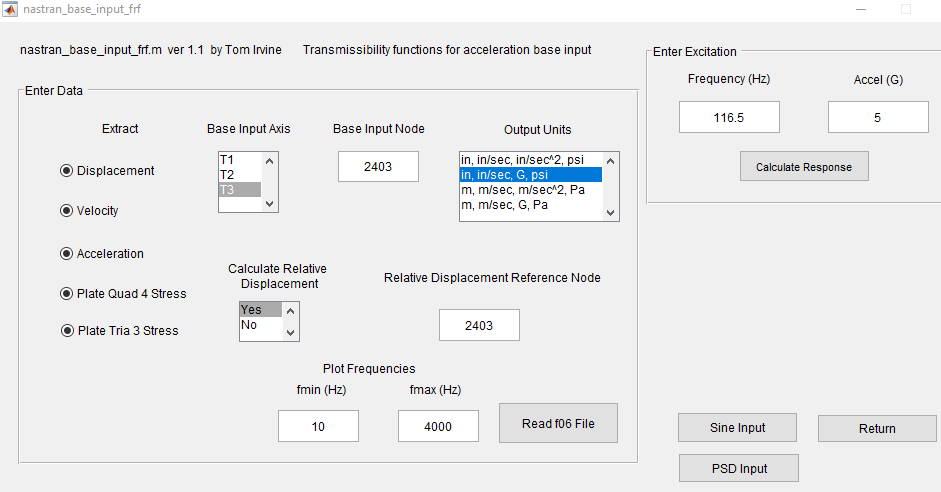 nastran_base_input_frf
nastran_base_input_frf.m ver 1.1 by Tom Irvine Transmissibility functions for acceleration base input
Enter Data
Extract
Displacement
Velocity
Acceleration
Plate Quad 4 Stress
Plate Tria 3 Stress
Base Input Axis
T1
T2
T3
Base Input Node
2403
Output Units
in, in/sec, in/sec^2, psi
in, in/sec, G, psi
m, m/sec, m/sec^2, Pa
m, m/sec, G, Pa
Calculate Relative
Displacement
Yes
No
Relative Displacement Reference Node
2403
Plot Frequencies
fmin (Hz)
10
fmax (Hz)
4000
Read f06 File
Enter Excitation
Frequency (Hz)
116.5
Accel (G)
5
Calculate Response
Sine Input
Return
PSD Input